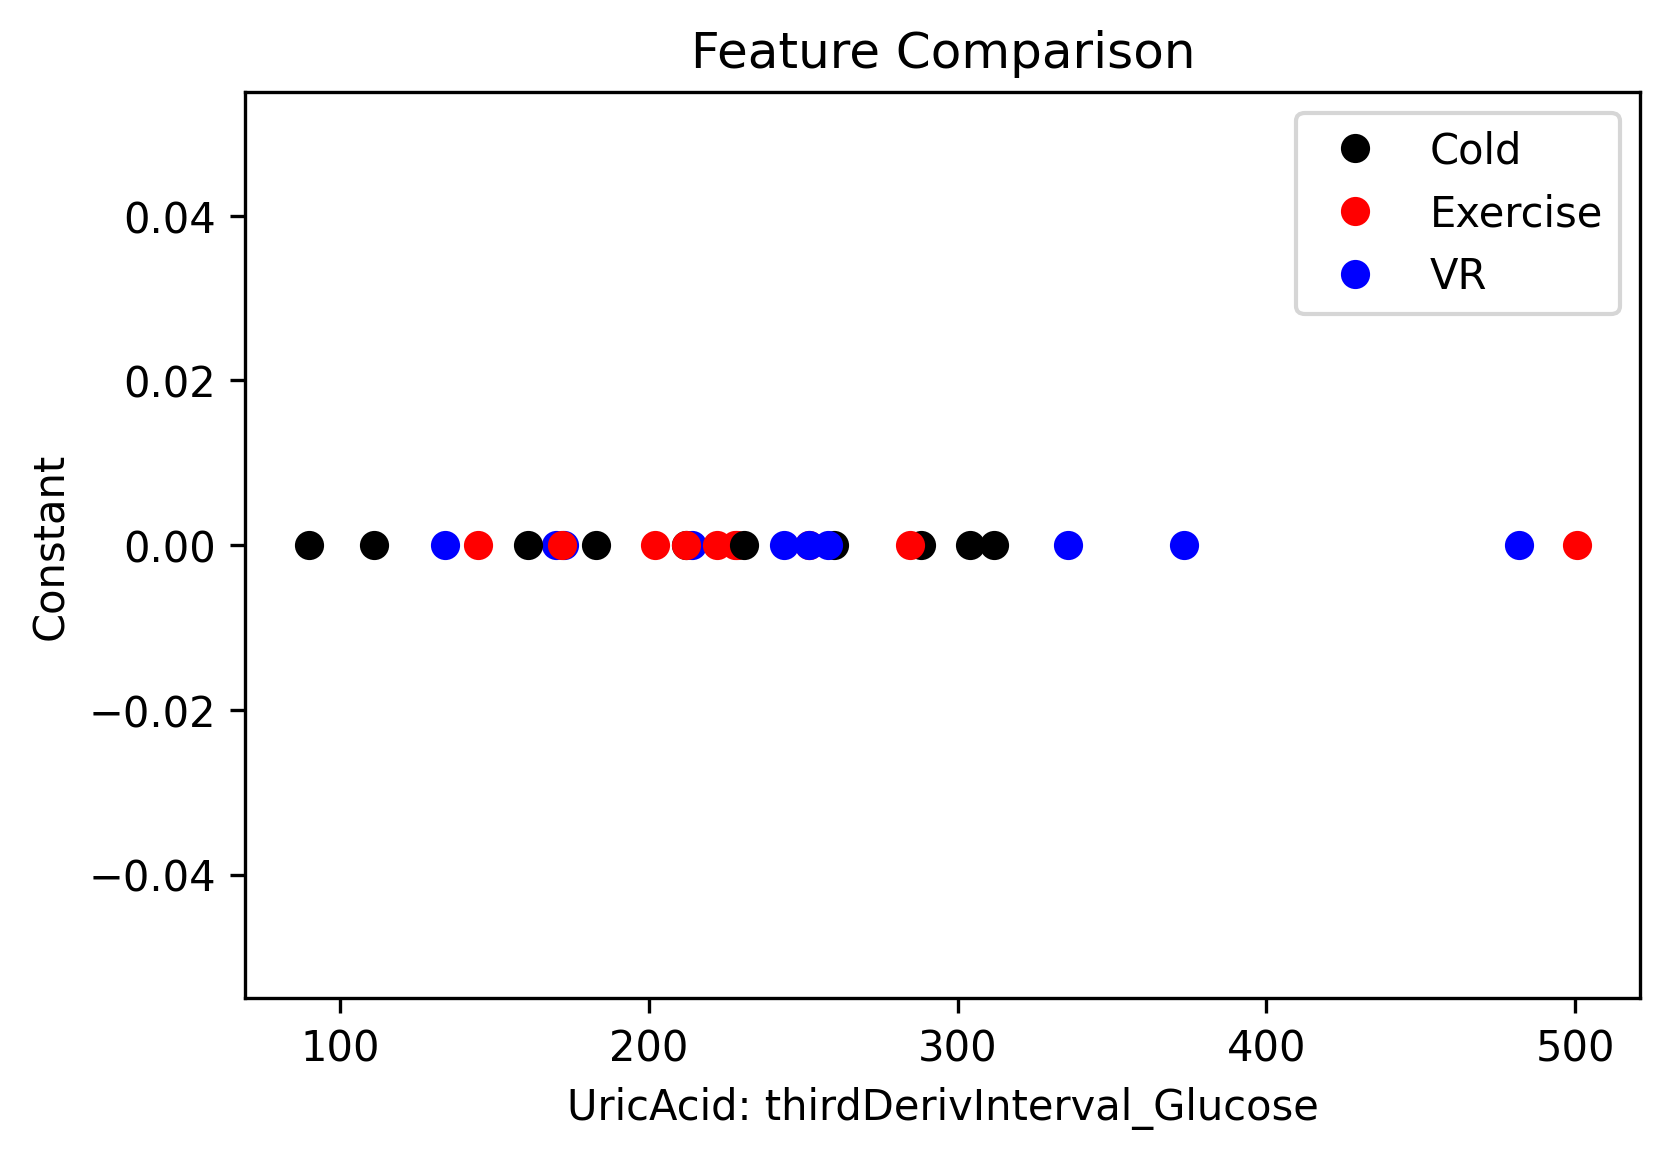 Feature Comparison
Cold
Exercise
VR
0.04
0.02
0.00
−0.02
−0.04
Constant
100 200 300 400 500
UricAcid: thirdDerivInterval_Glucose